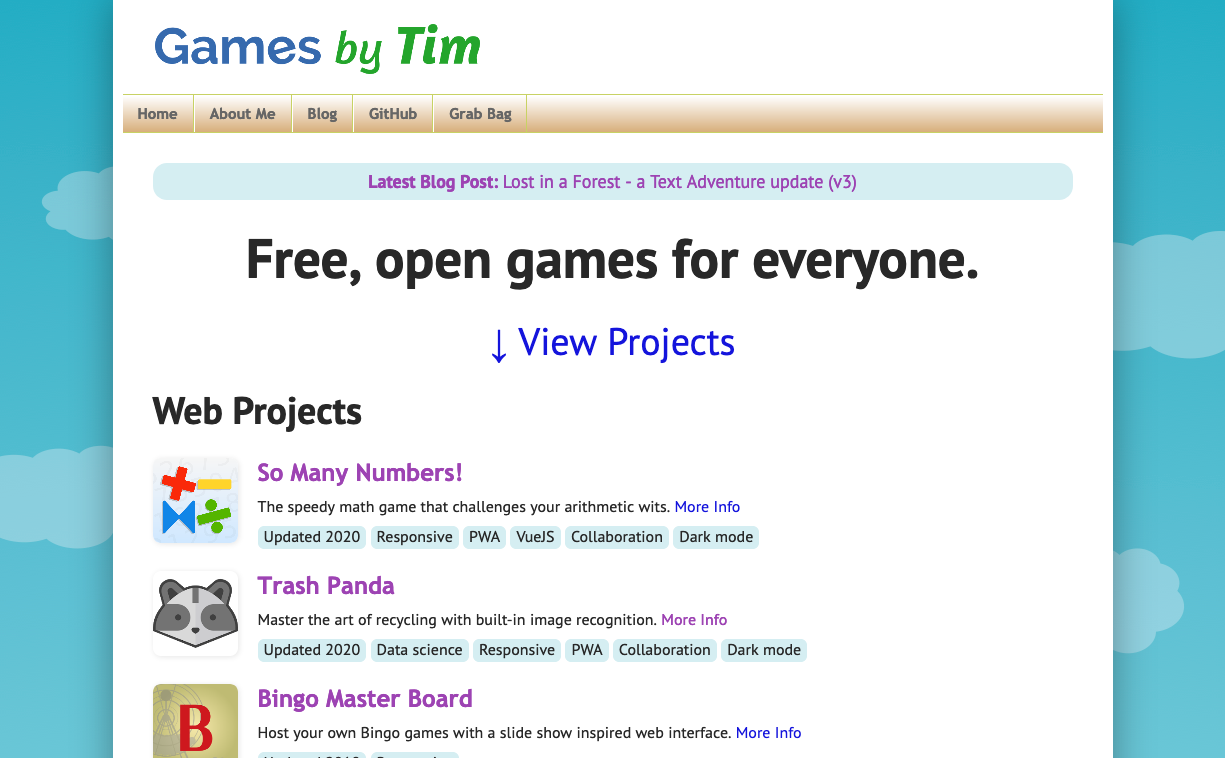 Games by Tim
Home About Me Blog GitHub Grab Bag
Latest Blog Post: Lost in a Forest - a Text Adventure update (v3)
Free, open games for everyone.
↓ View Projects
Web Projects
So Many Numbers!
The speedy math game that challenges your arithmetic wits. More Info
Updated 2020 Responsive PWA VueJS Collaboration Dark mode
Trash Panda
Master the art of recycling with built-in image recognition. More Info
Updated 2020 Data science Responsive PWA Collaboration Dark mode
B
Bingo Master Board
Host your own Bingo games with a slide show inspired web interface. More Info